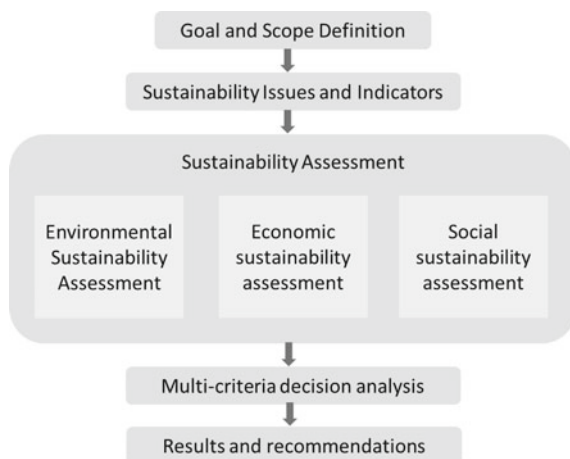 Goal and Scope Definition
Sustainability Issues and Indicators
Sustainability Assessment
Environmental
Sustainability
Assessment
Economic
sustainability
assessment
Social
sustainability
assessment
Multi-criteria decision analysis
Results and recommendations